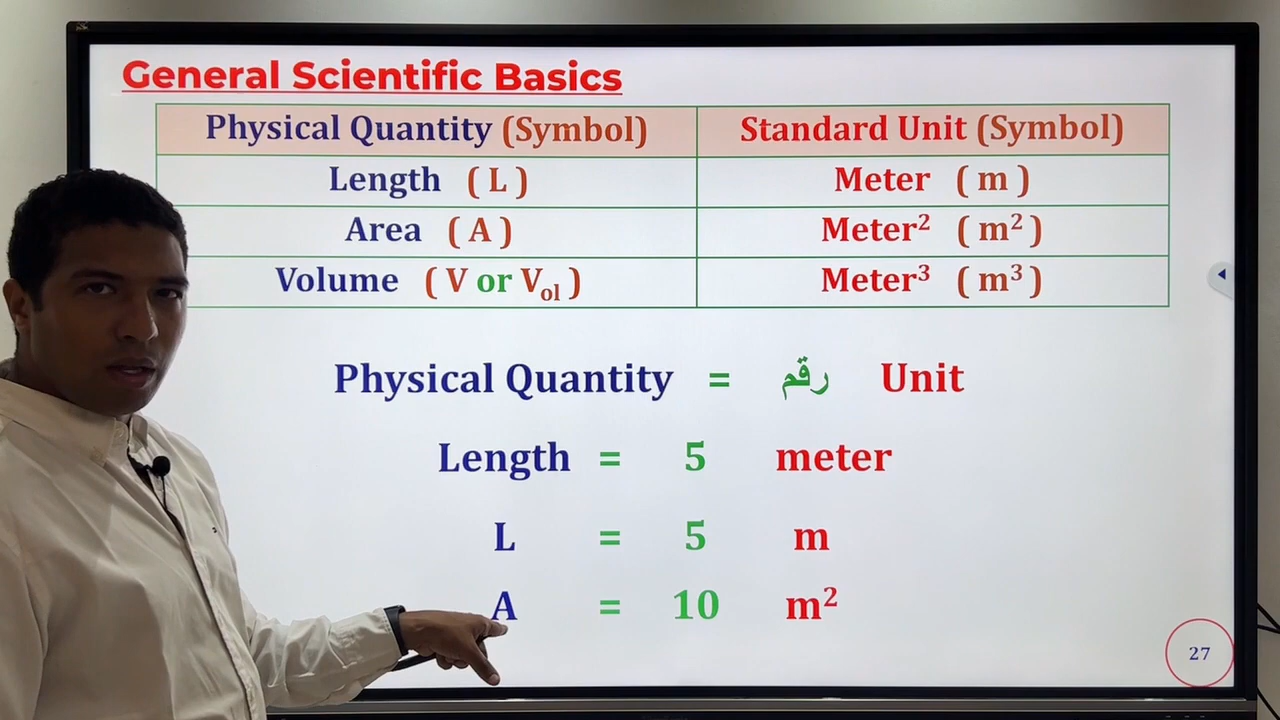 General Scientific Basics
Physical Quantity (Symbol) Standard Unit (Symbol)
Length ( L ) Meter ( m )
Area ( A ) Meter² ( m² )
Volume ( V or Vol ) Meter³ ( m³ )
Physical Quantity = رقم Unit
Length = 5 meter
L = 5 m
A = 10 m²
27